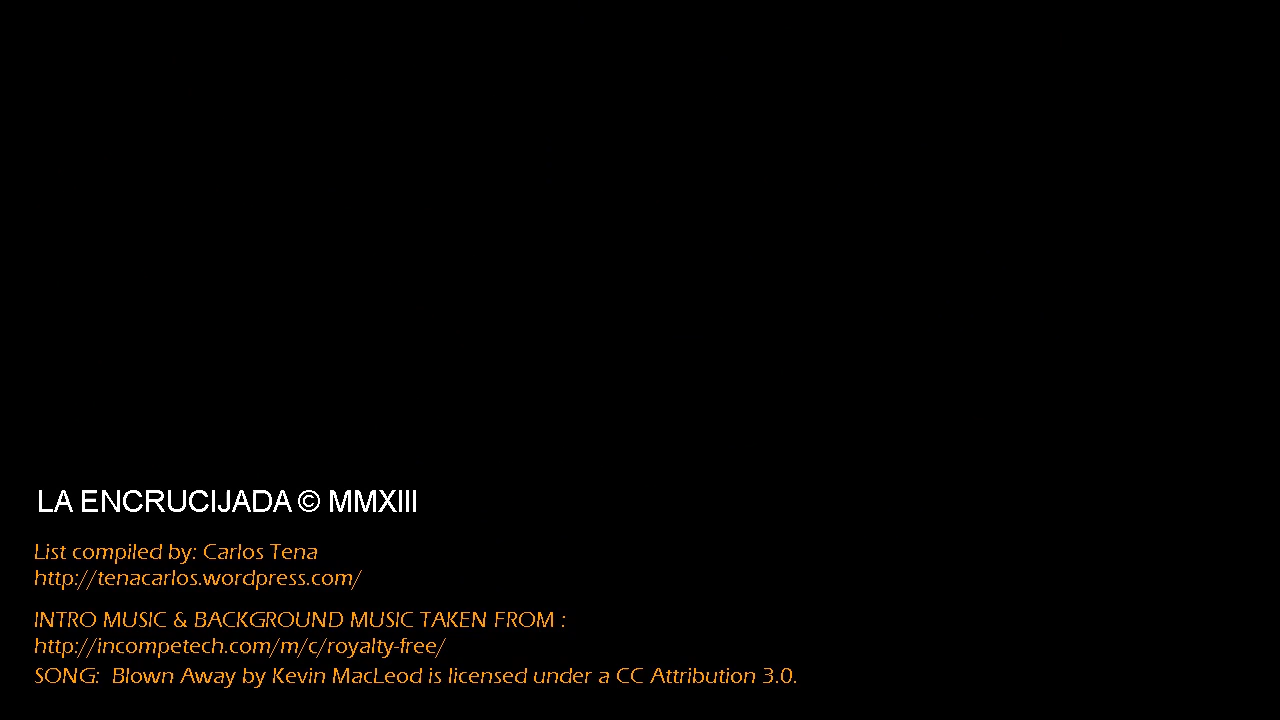 LA ENCRUCIJADA © MMXIII
List compiled by: Carlos Tena
http://tenacarlos.wordpress.com/
INTRO MUSIC & BACKGROUND MUSIC TAKEN FROM :
http://incompetech.com/m/c/royalty-free/
SONG:  Blown Away by Kevin MacLeod is licensed under a CC Attribution 3.0.